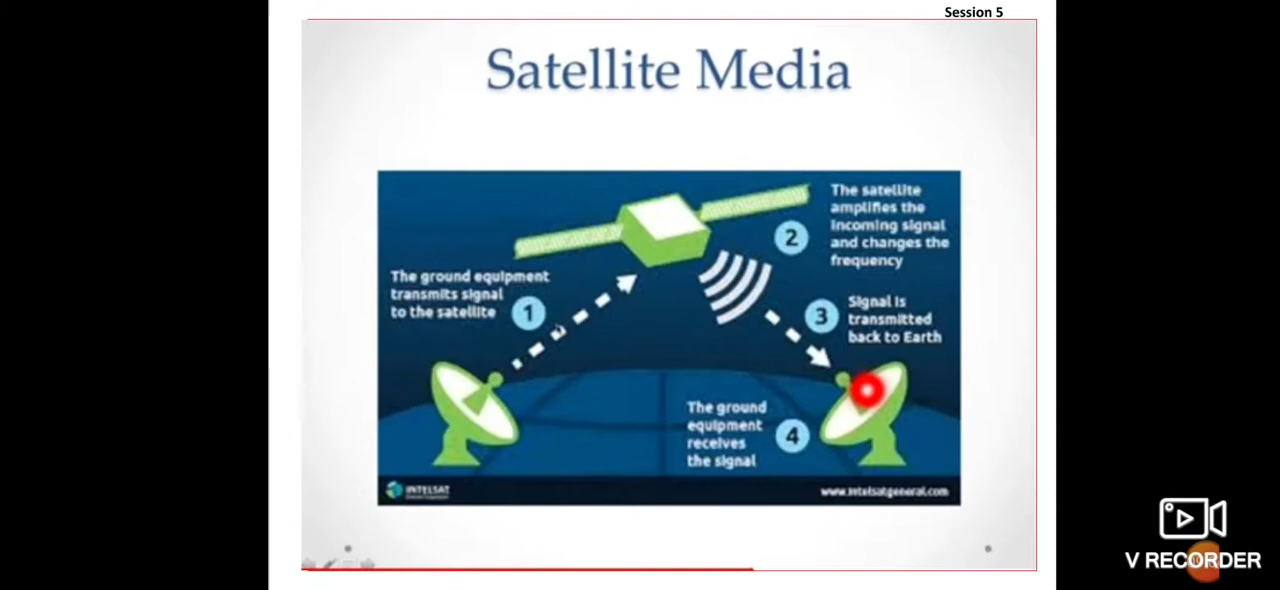 Session 5
Satellite Media
The satellite
amplifies the
incoming signal
and changes the
frequency
2
The ground equipment
transmits signal
to the satellite
1
Signal is
transmitted
back to Earth
3
The ground
equipment
receives
the signal
4
INTELSAT
www.intelsatgeneral.com
V RECORDER